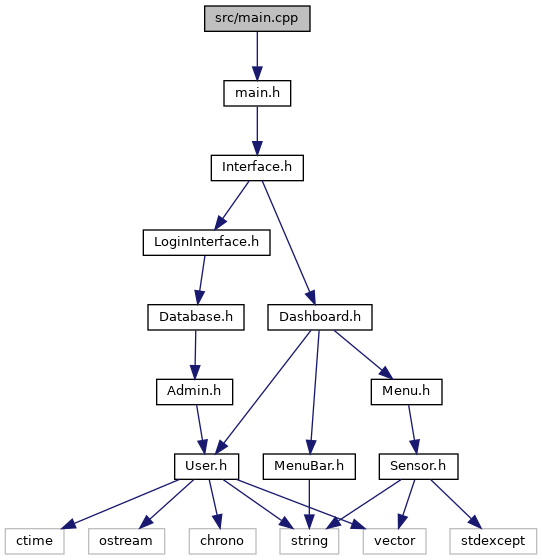 src/main.cpp
main.h
Interface.h
LoginInterface.h
Database.h
Dashboard.h
Admin.h
Menu.h
User.h
MenuBar.h
Sensor.h
ctime
ostream
chrono
string
vector
stdexcept